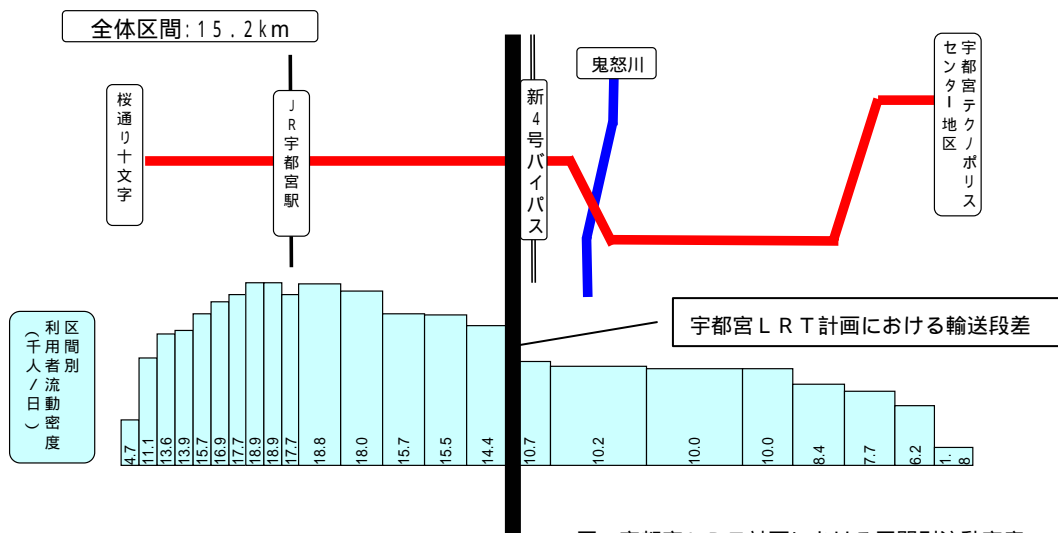 全体区間:15.2km
桜通り十文字
JR宇都宮駅
新4号バイパス
鬼怒川
宇都宮テクノポリス
センター地区
宇都宮LRT計画における輸送段差
区間別
利用者流動密度
(千人/日)
4.7
11.1
13.6
13.9
15.7
16.9
17.7
18.9
18.9
17.7
18.8
18.0
15.7
15.5
14.4
10.7
10.2
10.0
10.0
8.4
7.7
6.2
1.
8